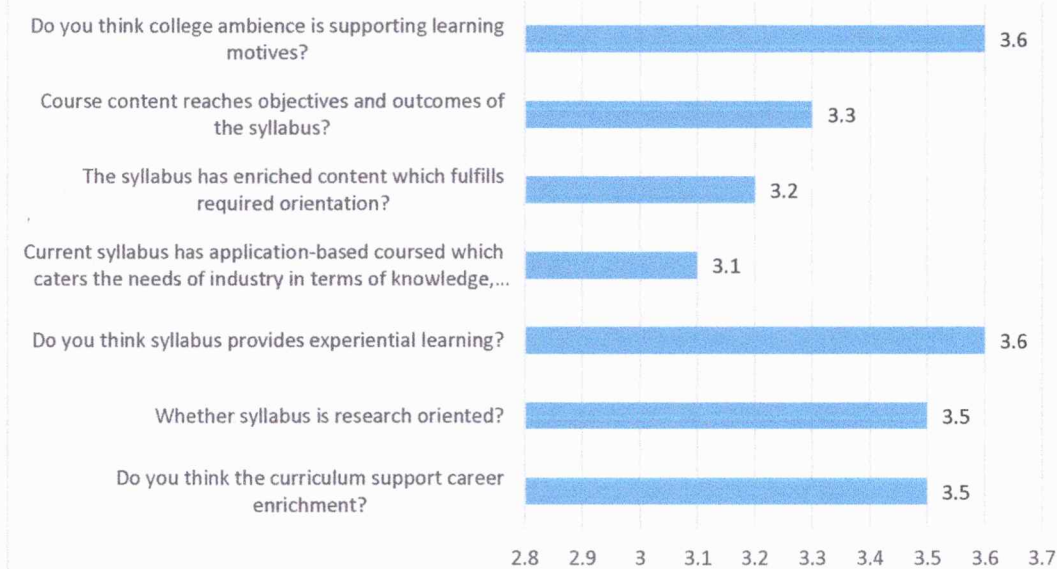 Do you think college ambience is supporting learning
motives?
3.6
Course content reaches objectives and outcomes of
the syllabus?
3.3
The syllabus has enriched content which fulfills
required orientation?
3.2
Current syllabus has application-based coursed which
caters the needs of industry in terms of knowledge,...
3.1
Do you think syllabus provides experiential learning?
3.6
Whether syllabus is research oriented?
3.5
Do you think the curriculum support career
enrichment?
3.5
2.8 2.9 3 3.1 3.2 3.3 3.4 3.5 3.6 3.7